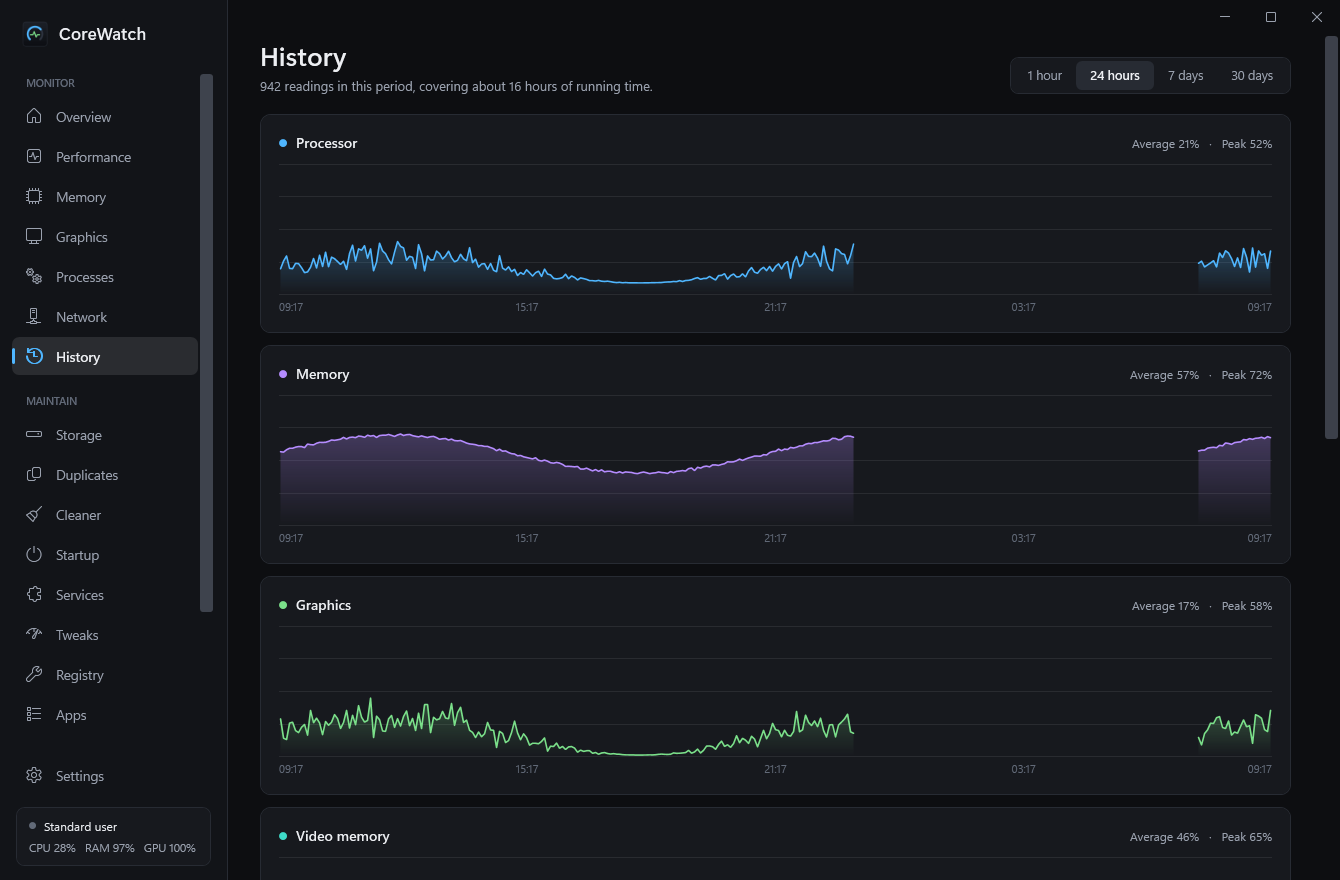 CoreWatch
MONITOR
Overview
Performance
Memory
Graphics
Processes
Network
History
MAINTAIN
Storage
Duplicates
Cleaner
Startup
Services
Tweaks
Registry
Apps
Settings
Standard user
CPU 28% RAM 97% GPU 100%
History
942 readings in this period, covering about 16 hours of running time.
1 hour 24 hours 7 days 30 days
Processor Average 21% · Peak 52%
09:17 15:17 21:17 03:17 09:17
Memory Average 57% · Peak 72%
09:17 15:17 21:17 03:17 09:17
Graphics Average 17% · Peak 58%
09:17 15:17 21:17 03:17 09:17
Video memory Average 46% · Peak 65%